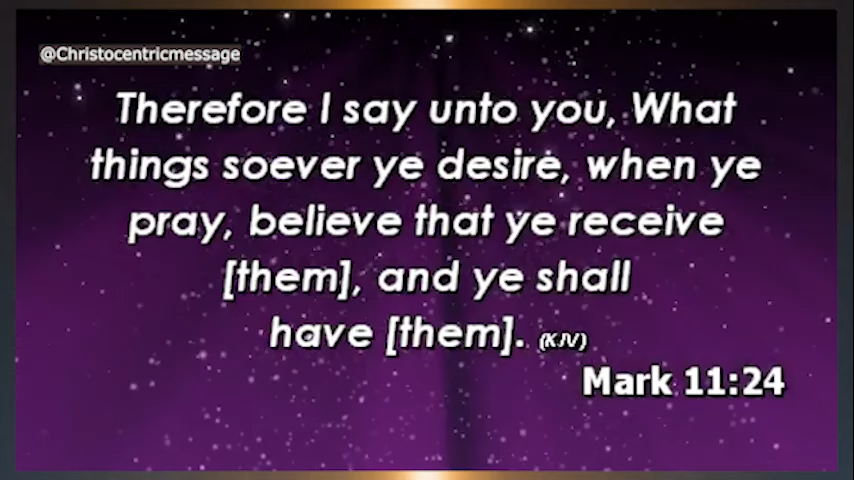 @Christocentricmessage
Therefore I say unto you, What
things soever ye desire, when ye
pray, believe that ye receive
[them], and ye shall
have [them]. (KJV)
Mark 11:24